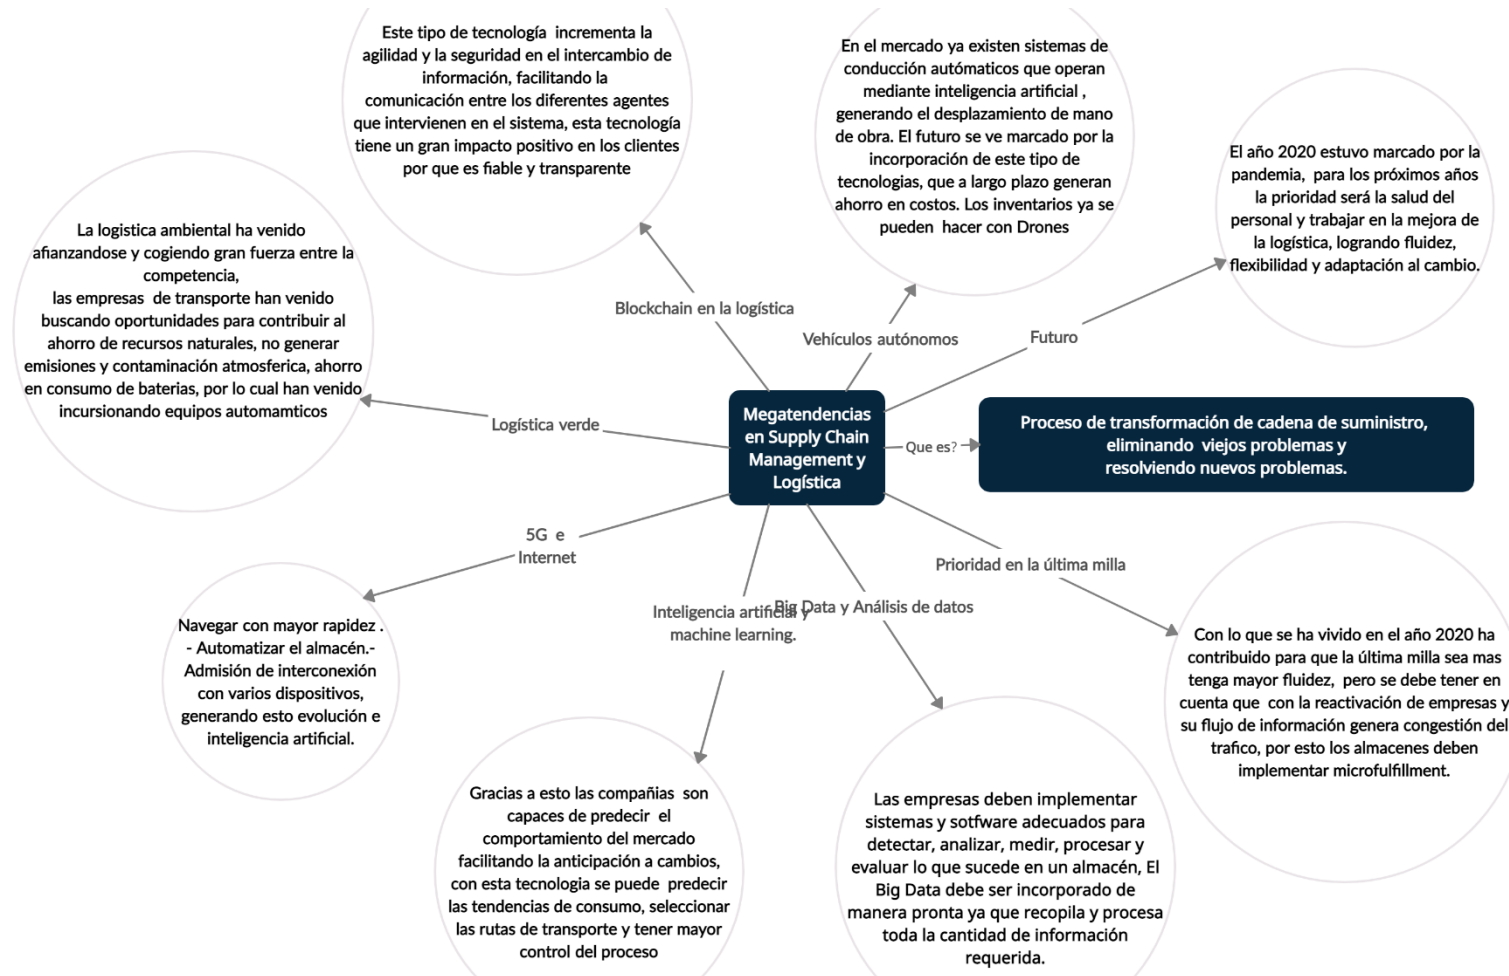 Este tipo de tecnología incrementa la
agilidad y la seguridad en el intercambio de
información, facilitando la
comunicación entre los diferentes agentes
que intervienen en el sistema, esta tecnología
tiene un gran impacto positivo en los clientes
por que es fiable y transparente
En el mercado ya existen sistemas de
conducción autómaticos que operan
mediante inteligencia artificial ,
generando el desplazamiento de mano
de obra. El futuro se ve marcado por la
incorporación de este tipo de
tecnologias, que a largo plazo generan
ahorro en costos. Los inventarios ya se
pueden hacer con Drones
El año 2020 estuvo marcado por la
pandemia, para los próximos años
la prioridad será la salud del
personal y trabajar en la mejora de
la logística, logrando fluidez,
flexibilidad y adaptación al cambio.
La logistica ambiental ha venido
afianzandose y cogiendo gran fuerza entre la
competencia,
las empresas de transporte han venido
buscando oportunidades para contribuir al
ahorro de recursos naturales, no generar
emisiones y contaminación atmosferica, ahorro
en consumo de baterias, por lo cual han venido
incursionando equipos automamticos
Blockchain en la logística
Vehículos autónomos
Futuro
Logística verde
Megatendencias
en Supply Chain
Management y
Logística
Que es?
Proceso de transformación de cadena de suministro,
eliminando viejos problemas y
resolviendo nuevos problemas.
5G e
Internet
Inteligencia artificial y
machine learning.
Big Data y Análisis de datos
Prioridad en la última milla
Navegar con mayor rapidez .
- Automatizar el almacén.-
Admisión de interconexión
con varios dispositivos,
generando esto evolución e
inteligencia artificial.
Gracias a esto las compañias son
capaces de predecir el
comportamiento del mercado
facilitando la anticipación a cambios,
con esta tecnologia se puede predecir
las tendencias de consumo, seleccionar
las rutas de transporte y tener mayor
control del proceso
Las empresas deben implementar
sistemas y sotfware adecuados para
detectar, analizar, medir, procesar y
evaluar lo que sucede en un almacén, El
Big Data debe ser incorporado de
manera pronta ya que recopila y procesa
toda la cantidad de información
requerida.
Con lo que se ha vivido en el año 2020 ha
contribuido para que la última milla sea mas
tenga mayor fluidez, pero se debe tener en
cuenta que con la reactivación de empresas y
su flujo de información genera congestión del
trafico, por esto los almacenes deben
implementar microfulfillment.